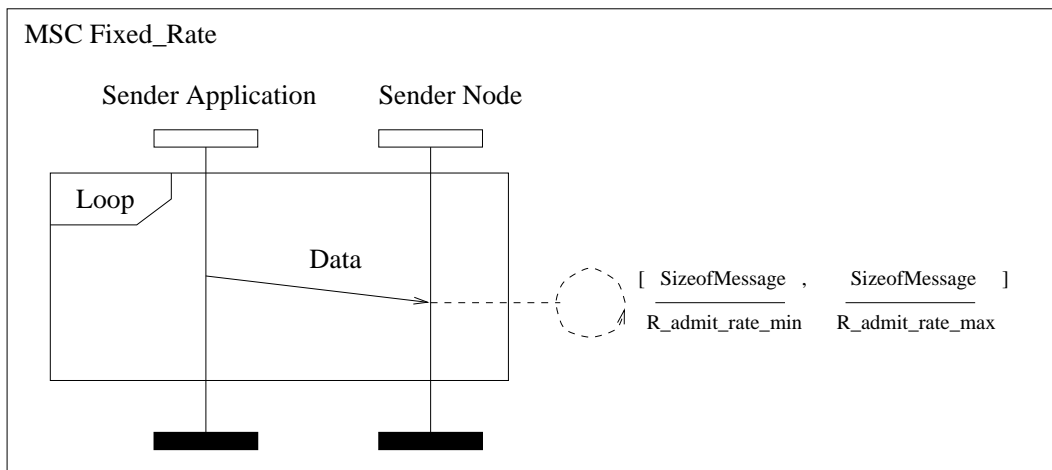 MSC Fixed_Rate
Sender Application Sender Node
Loop
Data
[ SizeofMessage , SizeofMessage ]
R_admit_rate_min R_admit_rate_max